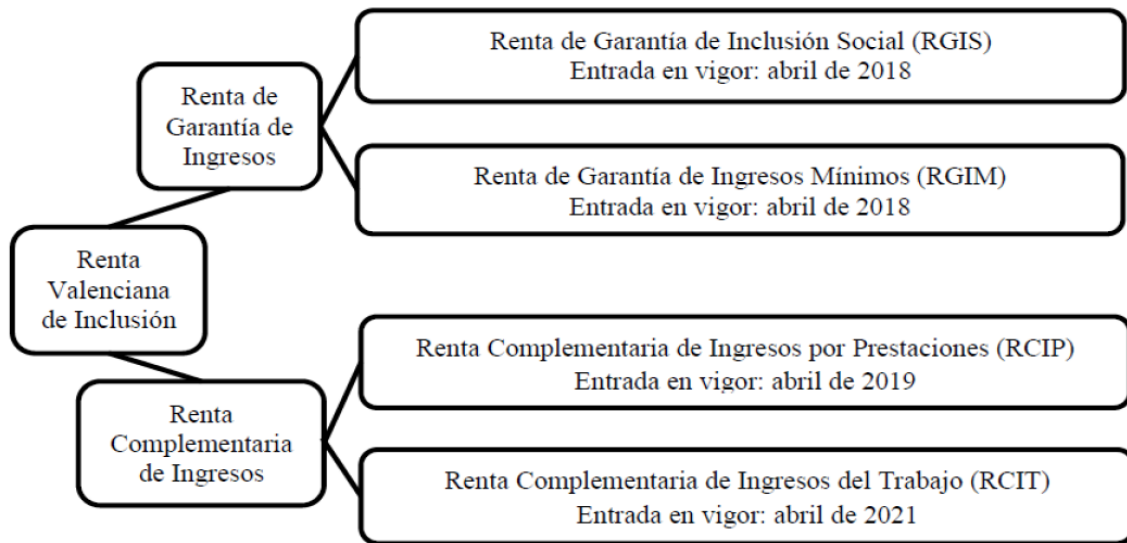 Renta de Garantía de Inclusión Social (RGIS)
Entrada en vigor: abril de 2018
Renta de
Garantía de
Ingresos
Renta de Garantía de Ingresos Mínimos (RGIM)
Entrada en vigor: abril de 2018
Renta
Valenciana
de Inclusión
Renta Complementaria de Ingresos por Prestaciones (RCIP)
Entrada en vigor: abril de 2019
Renta
Complementaria
de Ingresos
Renta Complementaria de Ingresos del Trabajo (RCIT)
Entrada en vigor: abril de 2021